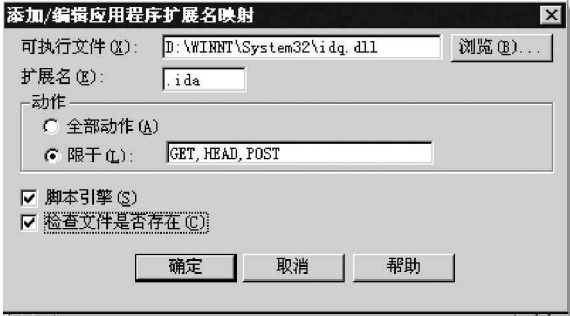 添加/编辑应用程序扩展名映射
可执行文件(X): D:\WINNT\System32\idq.dll 浏览(B)...
扩展名(E): .ida
动作
全部动作(A)
限于(L): GET,HEAD,POST
脚本引擎(S)
检查文件是否存在(C)
确定 取消 帮助